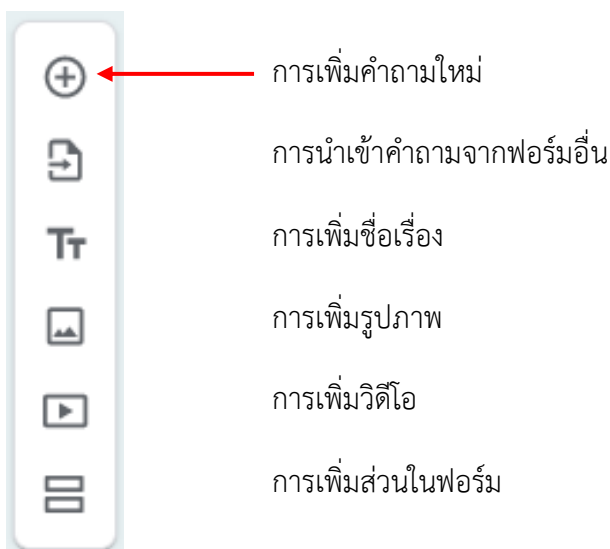 การเพิ่มคำถามใหม่
การนำเข้าคำถามจากฟอร์มอื่น
การเพิ่มชื่อเรื่อง
การเพิ่มรูปภาพ
การเพิ่มวิดีโอ
การเพิ่มส่วนในฟอร์ม